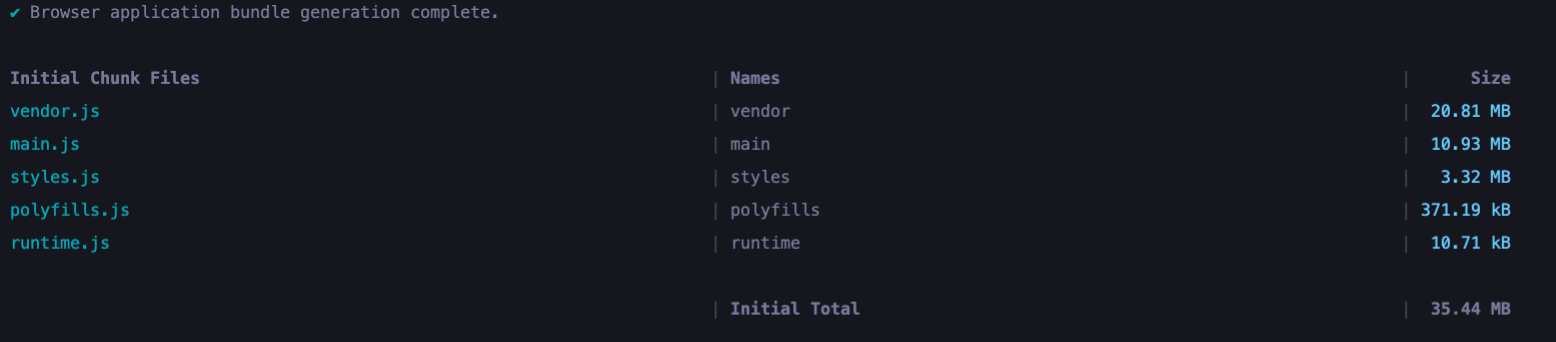 ✔ Browser application bundle generation complete.
Initial Chunk Files | Names | Size
vendor.js | vendor | 20.81 MB
main.js | main | 10.93 MB
styles.js | styles | 3.32 MB
polyfills.js | polyfills | 371.19 kB
runtime.js | runtime | 10.71 kB
| Initial Total | 35.44 MB